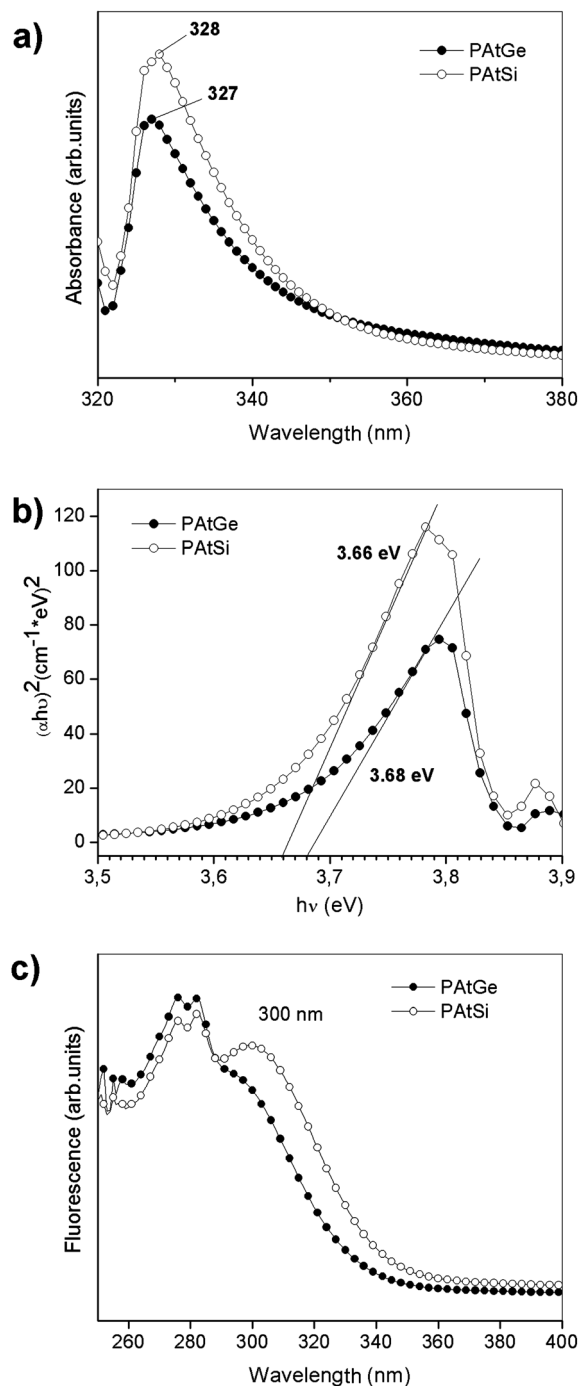 a)
328
327
PAtGe
PAtSi
Absorbance (arb.units)
320 340 360 380
Wavelength (nm)
b)
PAtGe
PAtSi
3.66 eV
3.68 eV
120
100
80
60
40
20
0
(αhυ)²(cm⁻¹*eV)²
3,5 3,6 3,7 3,8 3,9
hν (eV)
c)
PAtGe
PAtSi
300 nm
Fluorescence (arb.units)
260 280 300 320 340 360 380 400
Wavelength (nm)